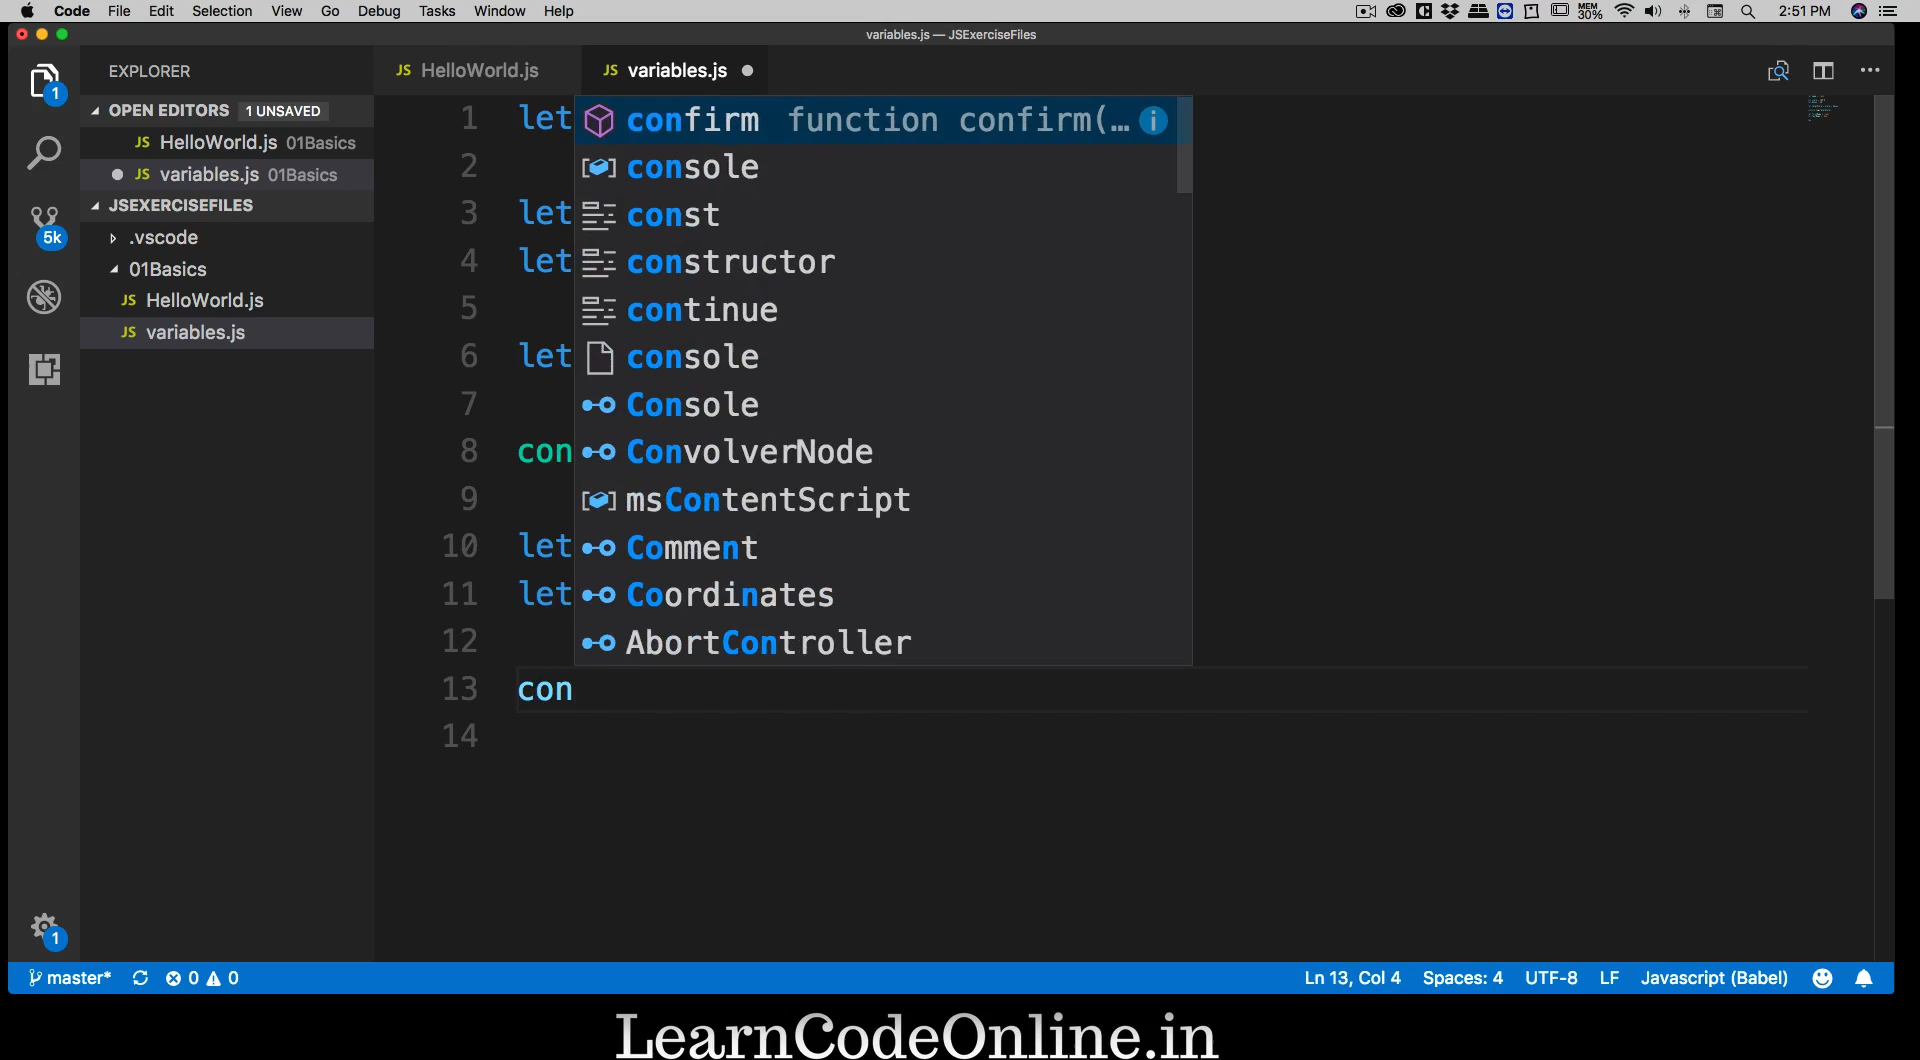 Code File Edit Selection View Go Debug Tasks Window Help MEM 30% 2:51 PM
variables.js — JSExerciseFiles
EXPLORER
OPEN EDITORS 1 UNSAVED
JS HelloWorld.js 01Basics
JS variables.js 01Basics
JSEXERCISEFILES
.vscode
01Basics
JS HelloWorld.js
JS variables.js
1
5k
1
JS HelloWorld.js JS variables.js
1 let
2
3 let
4 let
5
6 let
7
8 con
9
10 let
11 let
12
13 con
14
confirm function confirm(…
console
const
constructor
continue
console
Console
ConvolverNode
msContentScript
Comment
Coordinates
AbortController
master* 0 0 Ln 13, Col 4 Spaces: 4 UTF-8 LF Javascript (Babel)
LearnCodeOnline.in